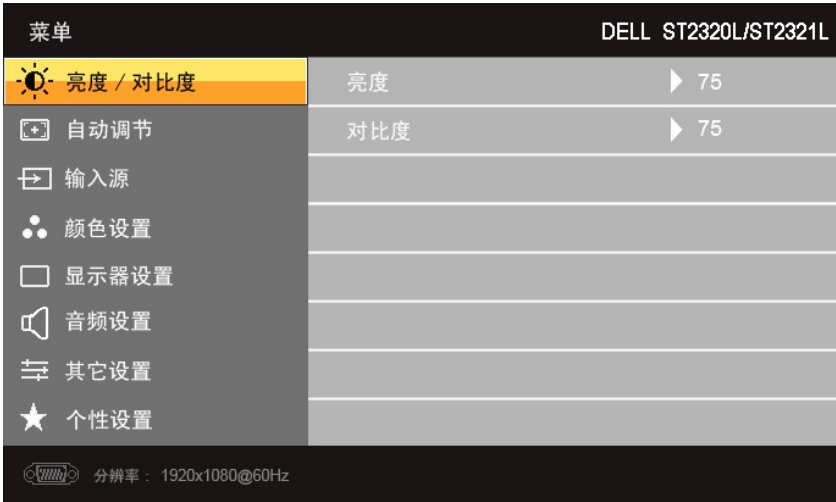 菜单 DELL ST2320L/ST2321L
亮度 / 对比度 亮度 75
自动调节 对比度 75
输入源
颜色设置
显示器设置
音频设置
其它设置
个性设置
分辨率： 1920x1080@60Hz